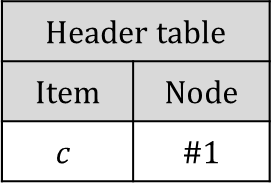 Header table
Item Node
c #1